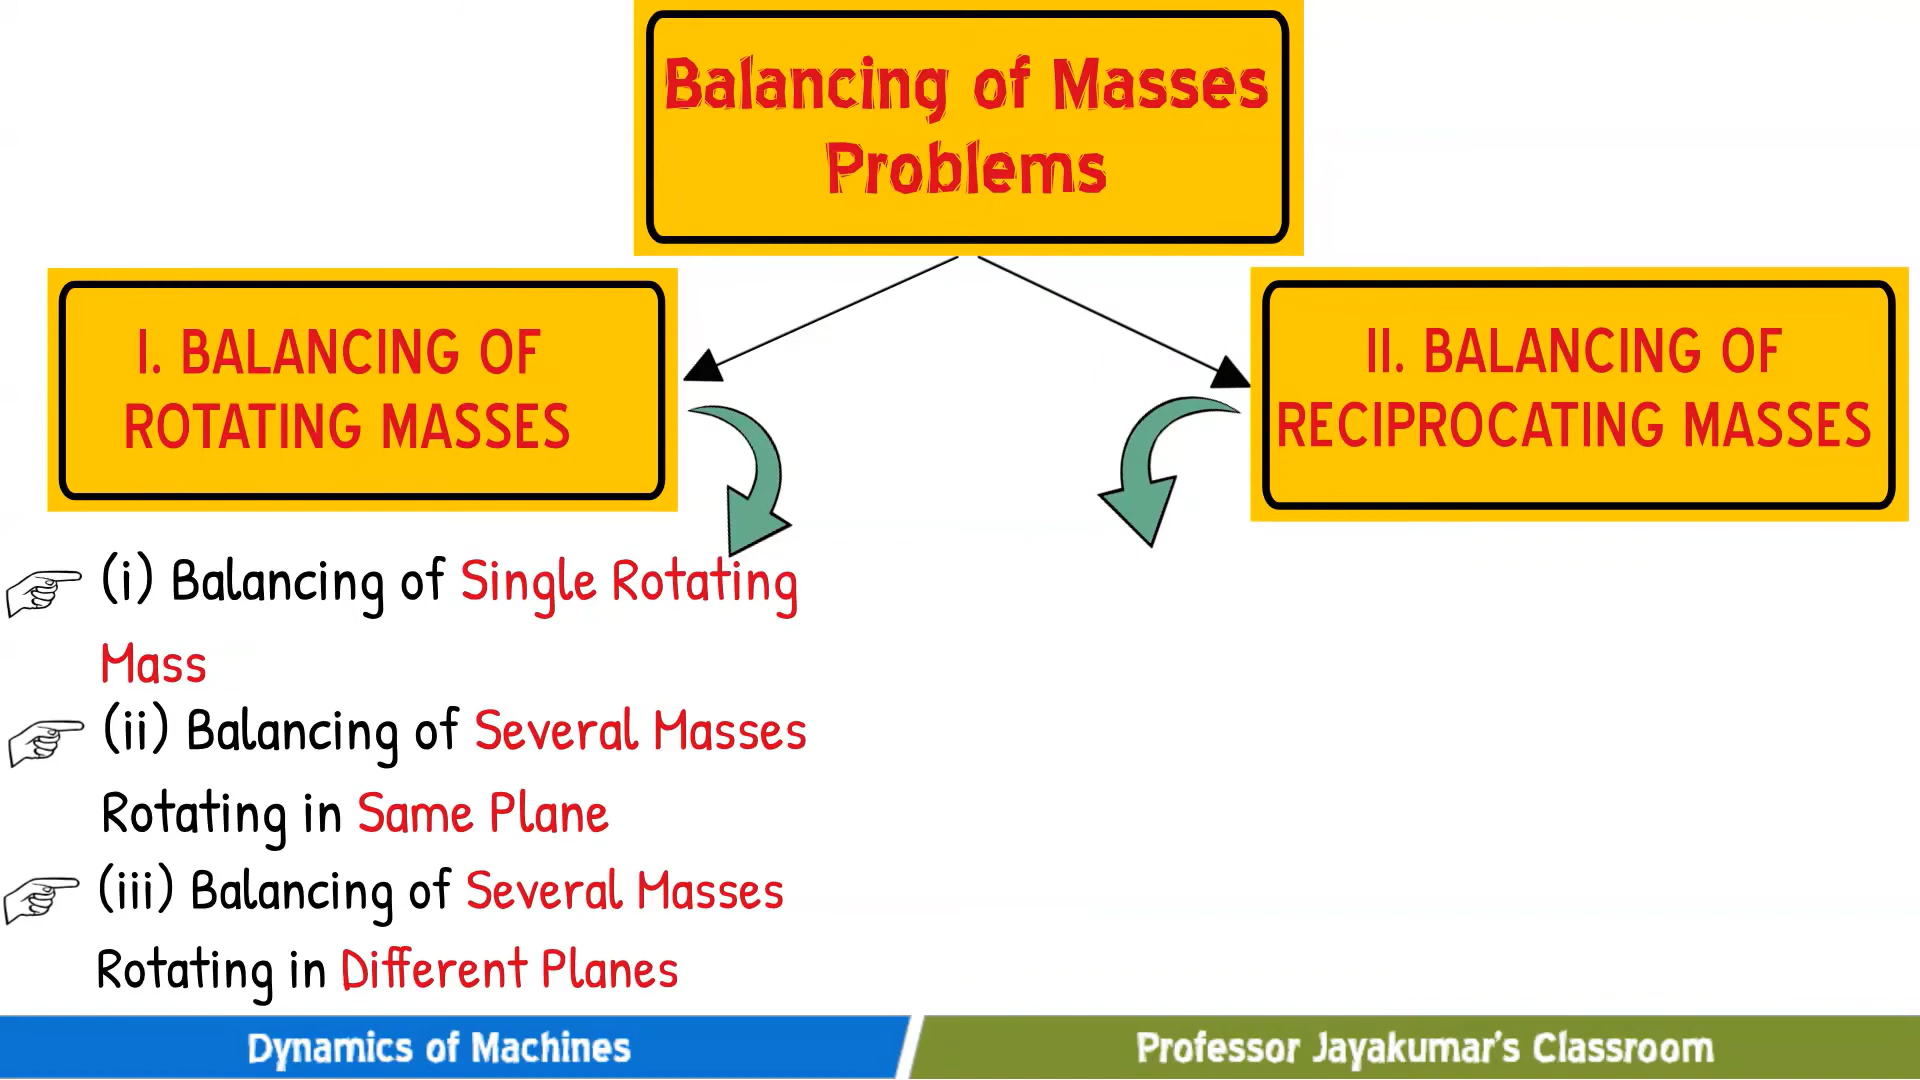 Balancing of Masses
Problems
I. BALANCING OF
ROTATING MASSES
II. BALANCING OF
RECIPROCATING MASSES
(i) Balancing of Single Rotating
Mass
(ii) Balancing of Several Masses
Rotating in Same Plane
(iii) Balancing of Several Masses
Rotating in Different Planes
Dynamics of Machines
Professor Jayakumar's Classroom